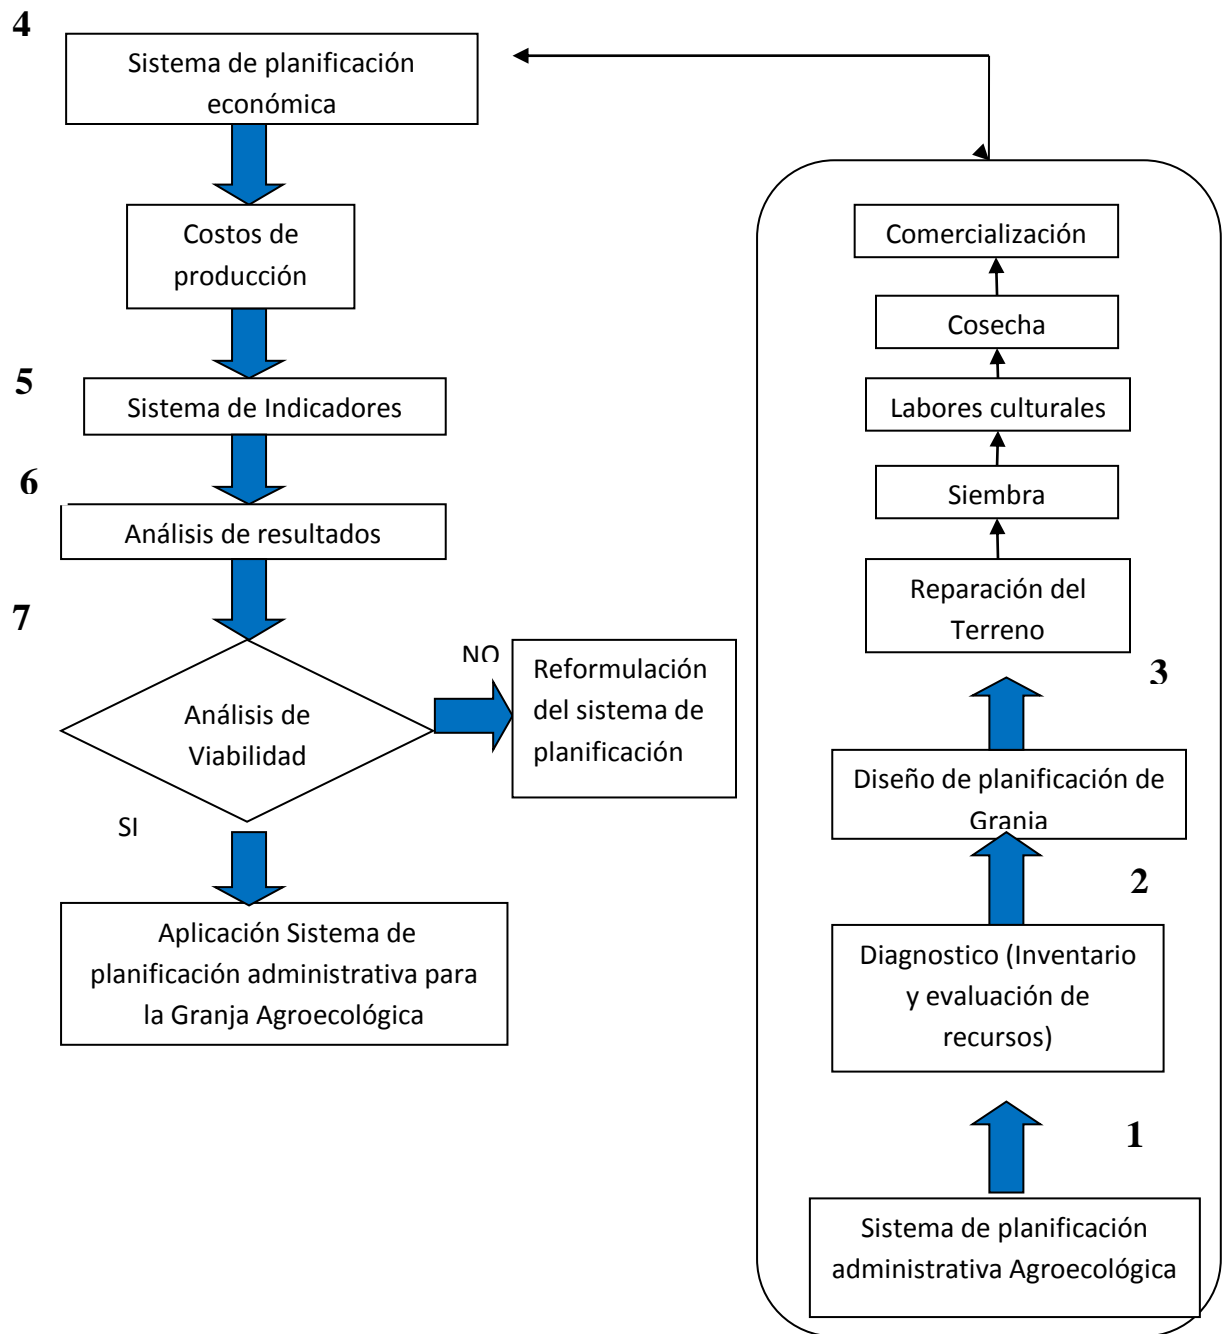 4
Sistema de planificación
económica
Costos de
producción
5
Sistema de Indicadores
6
Análisis de resultados
7
Análisis de
Viabilidad
NO
Reformulación
del sistema de
planificación
SI
Aplicación Sistema de
planificación administrativa para
la Granja Agroecológica
Comercialización
Cosecha
Labores culturales
Siembra
Reparación del
Terreno
3
Diseño de planificación de
Granja
2
Diagnostico (Inventario
y evaluación de
recursos)
1
Sistema de planificación
administrativa Agroecológica